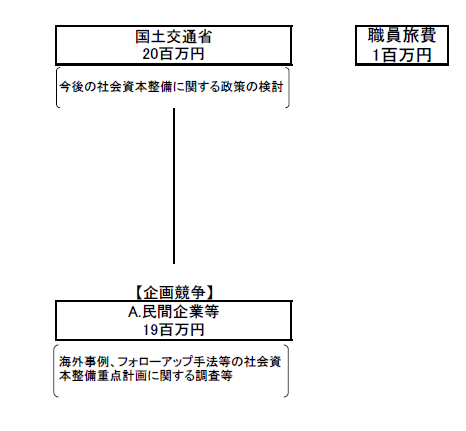 国土交通省
20百万円
職員旅費
1百万円
今後の社会資本整備に関する政策の検討
【企画競争】
A.民間企業等
19百万円
海外事例、フォローアップ手法等の社会資
本整備重点計画に関する調査等